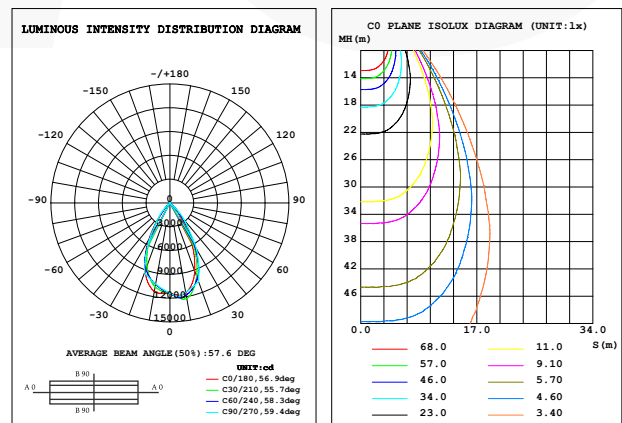 LUMINOUS INTENSITY DISTRIBUTION DIAGRAM
-/+180
-150
150
-120
120
-90
90
-60
60
-30
30
0
0
3000
6000
9000
12000
15000
AVERAGE BEAM ANGLE(50%):57.6 DEG
UNIT:cd
C0/180,56.9deg
C30/210,55.7deg
C60/240,58.3deg
C90/270,59.4deg
B 90
A 0
A 0
B 90
C0 PLANE ISOLUX DIAGRAM (UNIT:lx)
MH(m)
14
18
22
26
30
34
38
42
46
0.0
17.0
34.0
S(m)
68.0
11.0
57.0
9.10
46.0
5.70
34.0
4.60
23.0
3.40